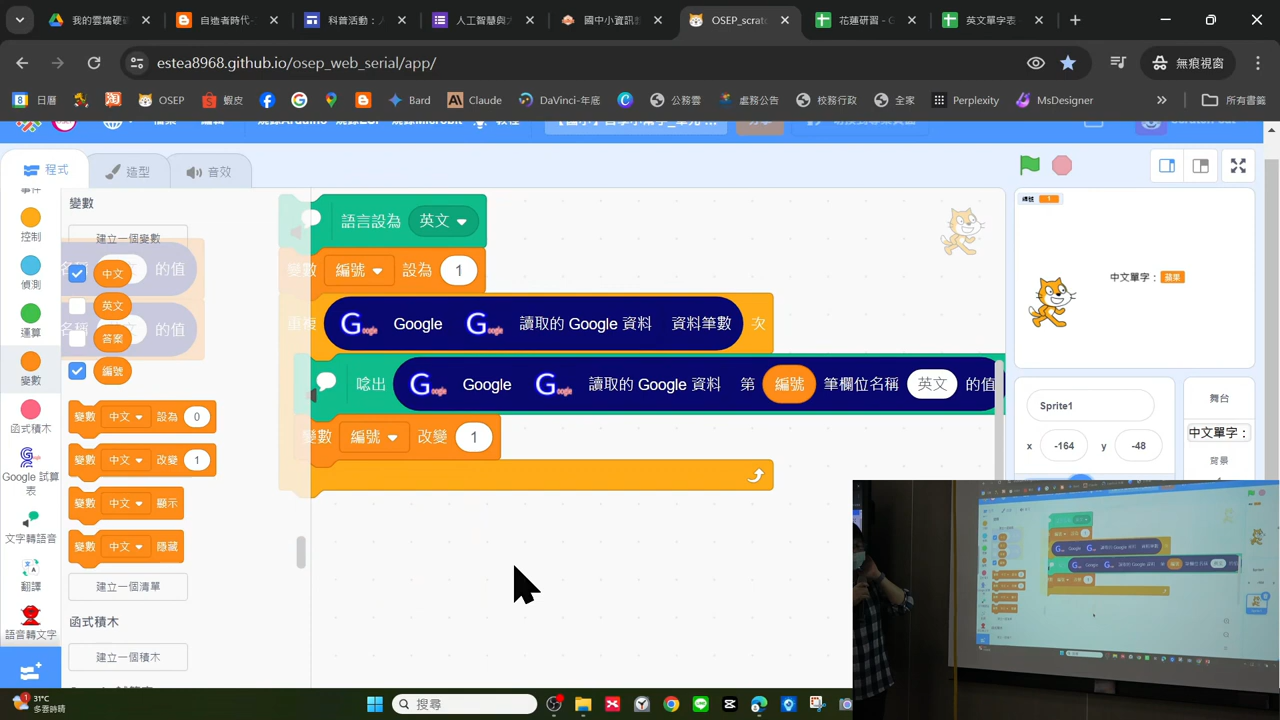 我的雲端硬
自造者時代-
科普活動：人
人工智慧與
國中小資訊
OSEP_scrat
花蓮研習 - G
英文單字表
estea8968.github.io/osep_web_serial/app/
無痕視窗
日曆
OSEP
蝦皮
Bard
Claude
DaVinci-年底
公務雲
處務公告
校務行政
全家
Perplexity
MsDesigner
所有書籤
程式
造型
音效
事件
控制
偵測
運算
變數
函式積木
Google 試算表
文字轉語音
翻譯
語音轉文字
變數
建立一個變數
的值
中文
英文
的值
答案
編號
變數 中文 設為 0
變數 中文 改變 1
變數 中文 顯示
變數 中文 隱藏
建立一個清單
函式積木
建立一個積木
語言設為 英文
變數 編號 設為 1
重複 Google 讀取的 Google 資料 資料筆數 次
唸出 Google 讀取的 Google 資料 第 編號 筆欄位名稱 英文 的值
變數 編號 改變 1
編號 1
中文單字： 蘋果
Sprite1
x -164 y -48
舞台
中文單字：
背景
31°C
多雲時晴
搜尋